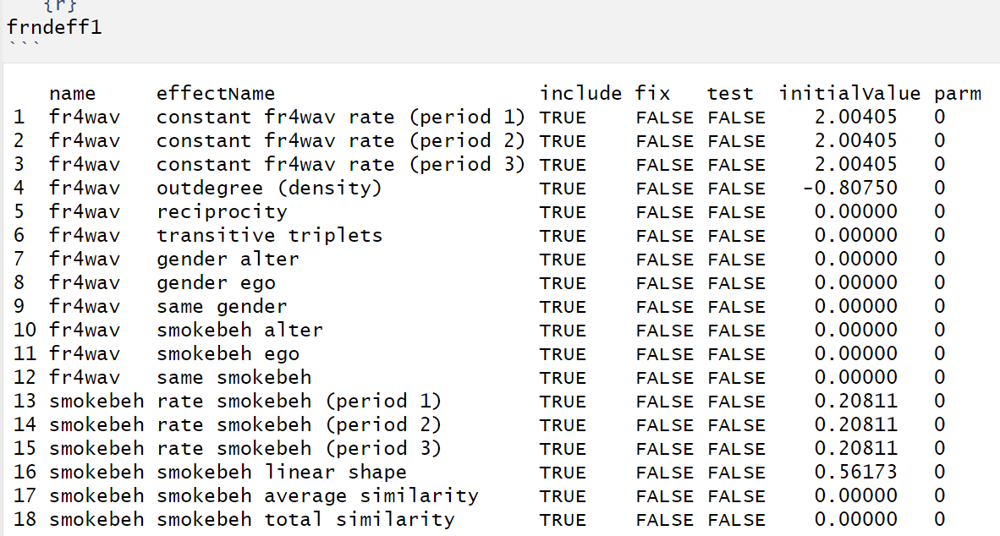 {r}
frndeff1
```
name effectName include fix test initialValue parm
1 fr4wav constant fr4wav rate (period 1) TRUE FALSE FALSE 2.00405 0
2 fr4wav constant fr4wav rate (period 2) TRUE FALSE FALSE 2.00405 0
3 fr4wav constant fr4wav rate (period 3) TRUE FALSE FALSE 2.00405 0
4 fr4wav outdegree (density) TRUE FALSE FALSE -0.80750 0
5 fr4wav reciprocity TRUE FALSE FALSE 0.00000 0
6 fr4wav transitive triplets TRUE FALSE FALSE 0.00000 0
7 fr4wav gender alter TRUE FALSE FALSE 0.00000 0
8 fr4wav gender ego TRUE FALSE FALSE 0.00000 0
9 fr4wav same gender TRUE FALSE FALSE 0.00000 0
10 fr4wav smokebeh alter TRUE FALSE FALSE 0.00000 0
11 fr4wav smokebeh ego TRUE FALSE FALSE 0.00000 0
12 fr4wav same smokebeh TRUE FALSE FALSE 0.00000 0
13 smokebeh rate smokebeh (period 1) TRUE FALSE FALSE 0.20811 0
14 smokebeh rate smokebeh (period 2) TRUE FALSE FALSE 0.20811 0
15 smokebeh rate smokebeh (period 3) TRUE FALSE FALSE 0.20811 0
16 smokebeh smokebeh linear shape TRUE FALSE FALSE 0.56173 0
17 smokebeh smokebeh average similarity TRUE FALSE FALSE 0.00000 0
18 smokebeh smokebeh total similarity TRUE FALSE FALSE 0.00000 0